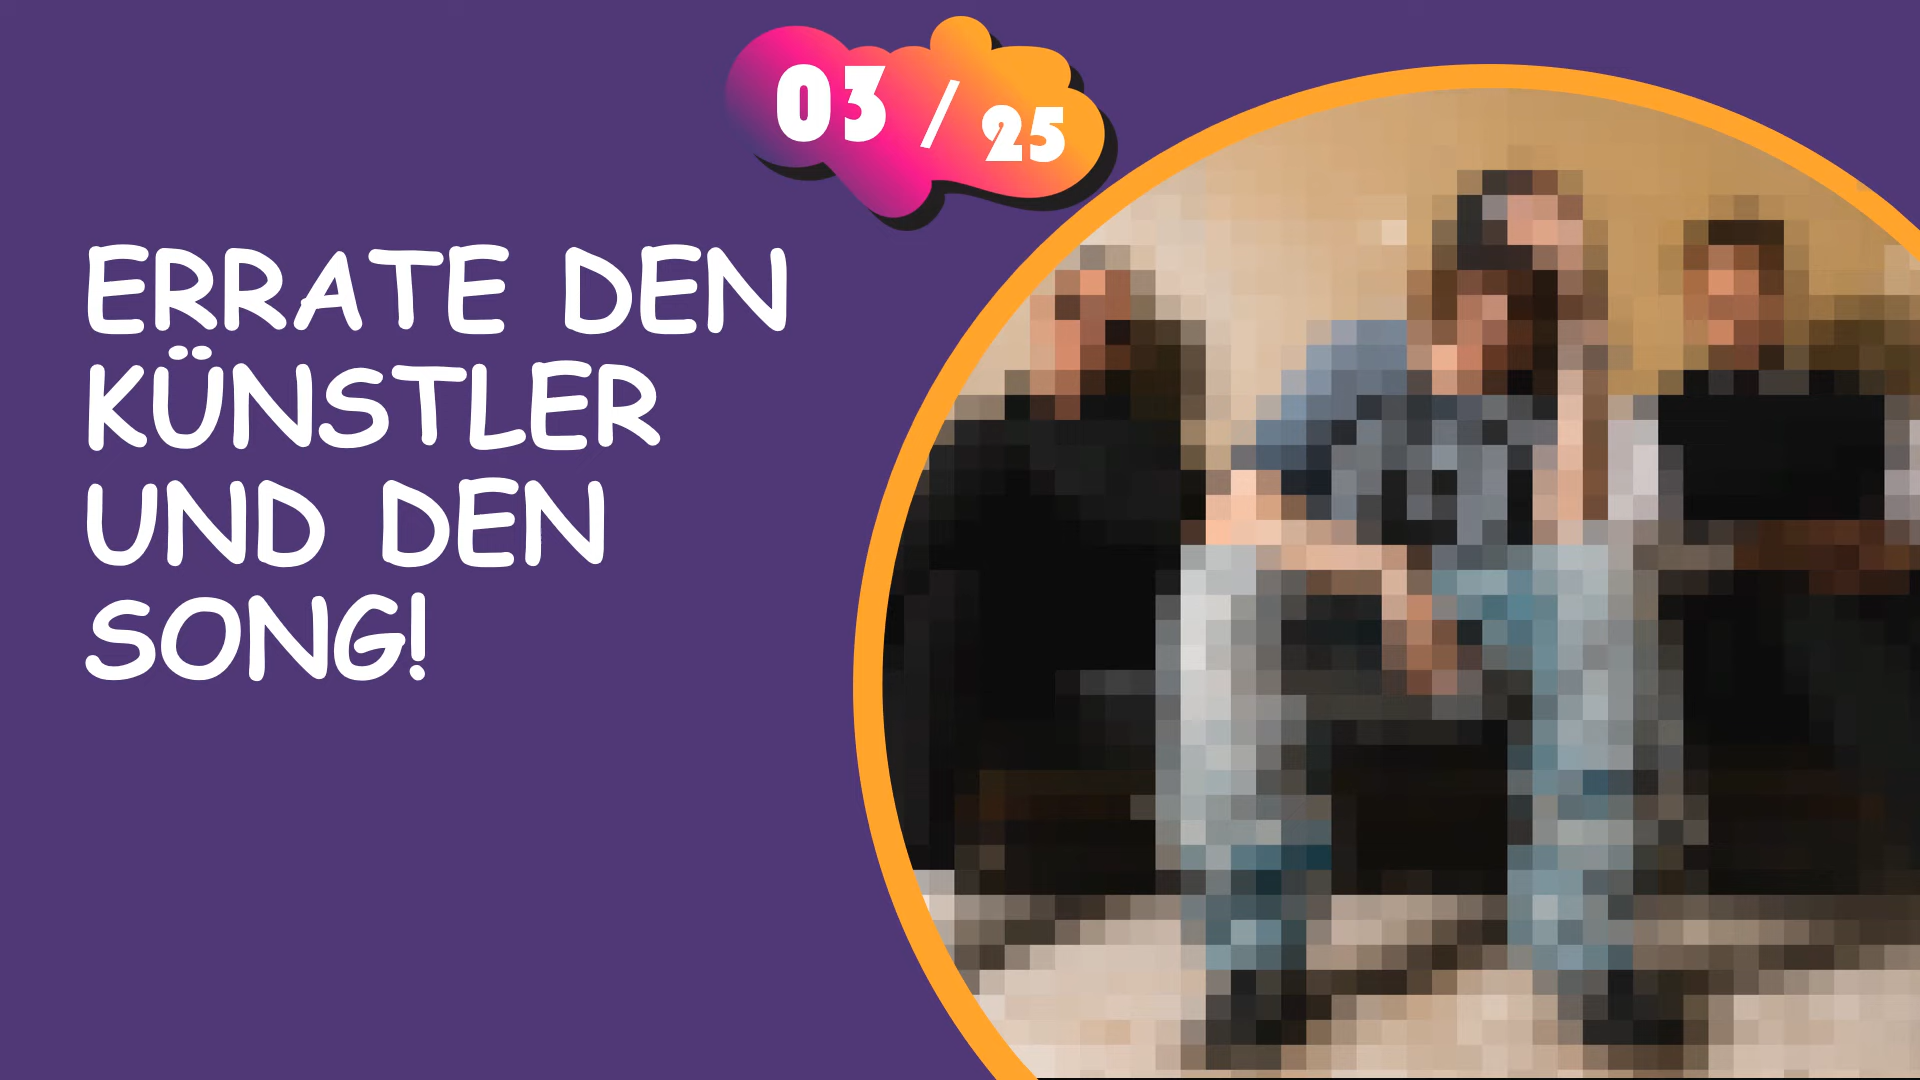 03 / 25
ERRATE DEN
KÜNSTLER
UND DEN
SONG!